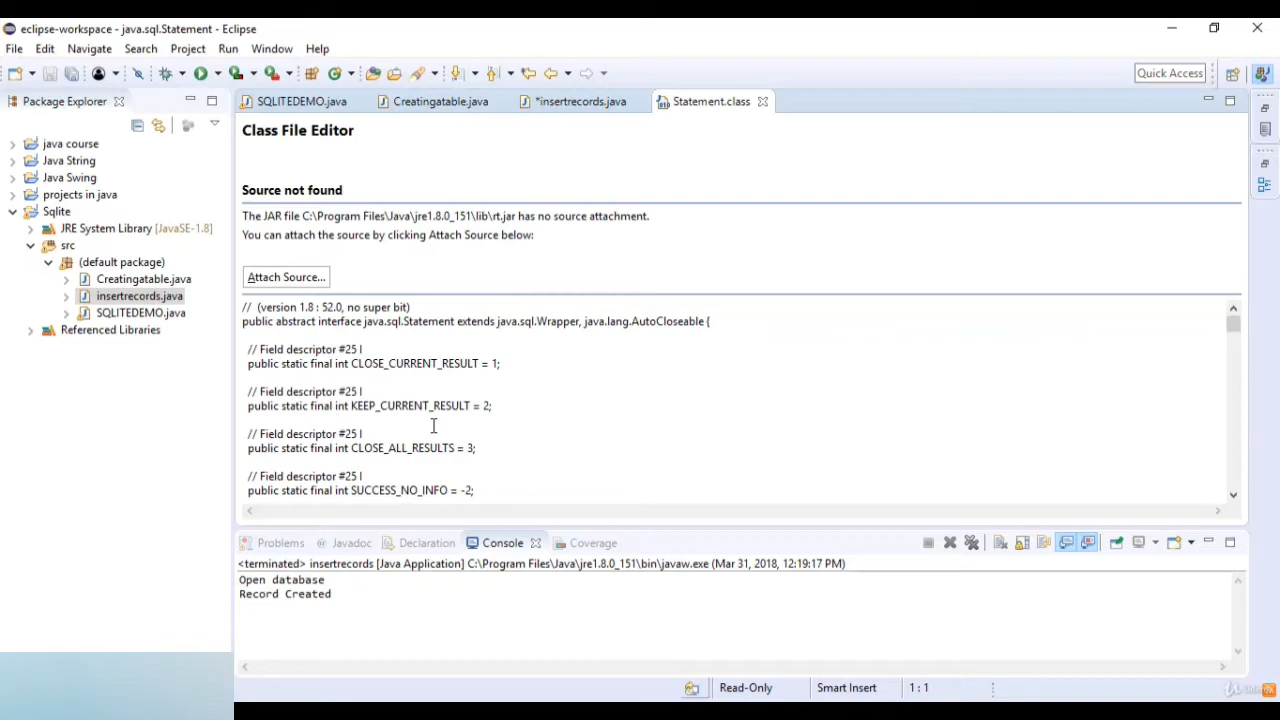 eclipse-workspace - java.sql.Statement - Eclipse
File Edit Navigate Search Project Run Window Help
Quick Access
Package Explorer
SQLITEDEMO.java Creatingatable.java *insertrecords.java Statement.class
java course
Java String
Java Swing
projects in java
Sqlite
JRE System Library [JavaSE-1.8]
src
(default package)
Creatingatable.java
insertrecords.java
SQLITEDEMO.java
Referenced Libraries
Class File Editor
Source not found
The JAR file C:\Program Files\Java\jre1.8.0_151\lib\rt.jar has no source attachment.
You can attach the source by clicking Attach Source below:
Attach Source...
// (version 1.8 : 52.0, no super bit)
public abstract interface java.sql.Statement extends java.sql.Wrapper, java.lang.AutoCloseable {
// Field descriptor #25 I
public static final int CLOSE_CURRENT_RESULT = 1;
// Field descriptor #25 I
public static final int KEEP_CURRENT_RESULT = 2;
// Field descriptor #25 I
public static final int CLOSE_ALL_RESULTS = 3;
// Field descriptor #25 I
public static final int SUCCESS_NO_INFO = -2;
Problems Javadoc Declaration Console Coverage
<terminated> insertrecords [Java Application] C:\Program Files\Java\jre1.8.0_151\bin\javaw.exe (Mar 31, 2018, 12:19:17 PM)
Open database
Record Created
Read-Only Smart Insert 1 : 1